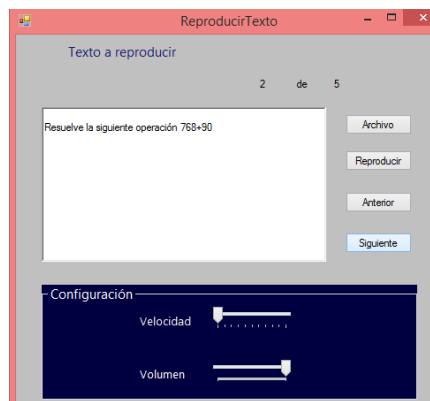 ReproducirTexto
Texto a reproducir
2 de 5
Resuelve la siguiente operación 768+90
Archivo
Reproducir
Anterior
Siguiente
Configuración
Velocidad
Volumen